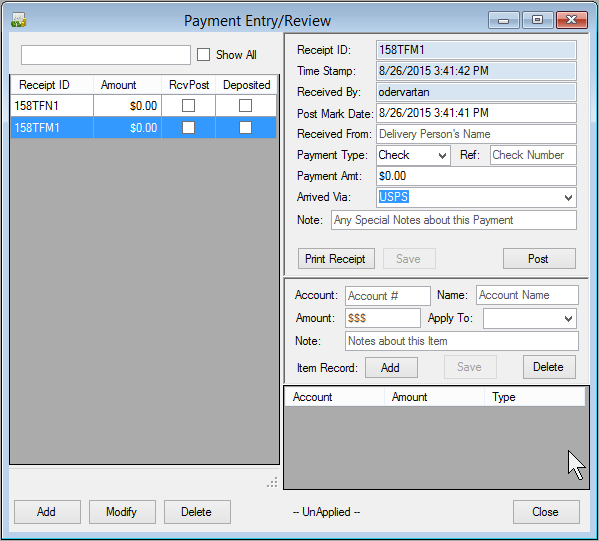 Payment Entry/Review
Show All
Receipt ID Amount RcvPost Deposited
158TFN1 $0.00
158TFM1 $0.00
Add Modify Delete
Receipt ID: 158TFM1
Time Stamp: 8/26/2015 3:41:42 PM
Received By: odervartan
Post Mark Date: 8/26/2015 3:41:41 PM
Received From: Delivery Person's Name
Payment Type: Check Ref: Check Number
Payment Amt: $0.00
Arrived Via: USPS
Note: Any Special Notes about this Payment
Print Receipt Save Post
Account: Account # Name: Account Name
Amount: $$$ Apply To:
Note: Notes about this Item
Item Record: Add Save Delete
Account Amount Type
-- UnApplied -- Close